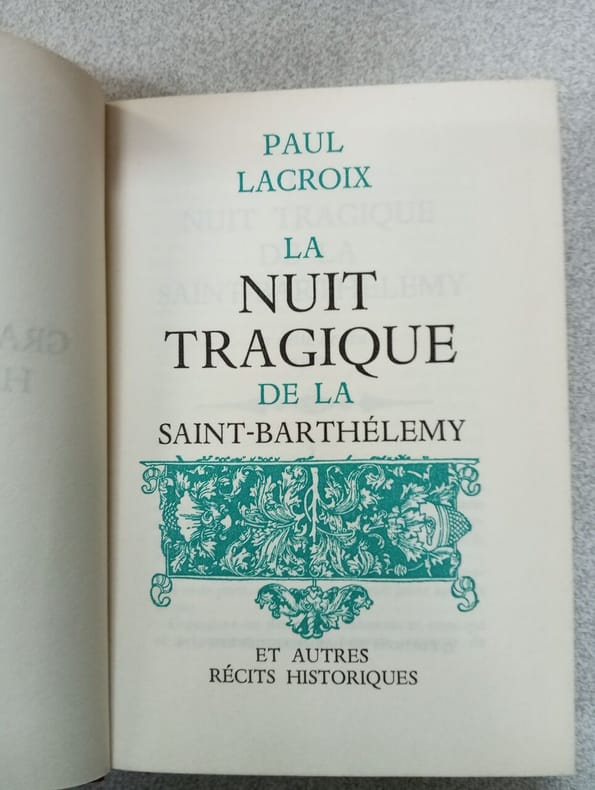 PAUL
LACROIX
LA
NUIT
TRAGIQUE
DE LA
SAINT-BARTHÉLEMY
ET AUTRES
RÉCITS HISTORIQUES